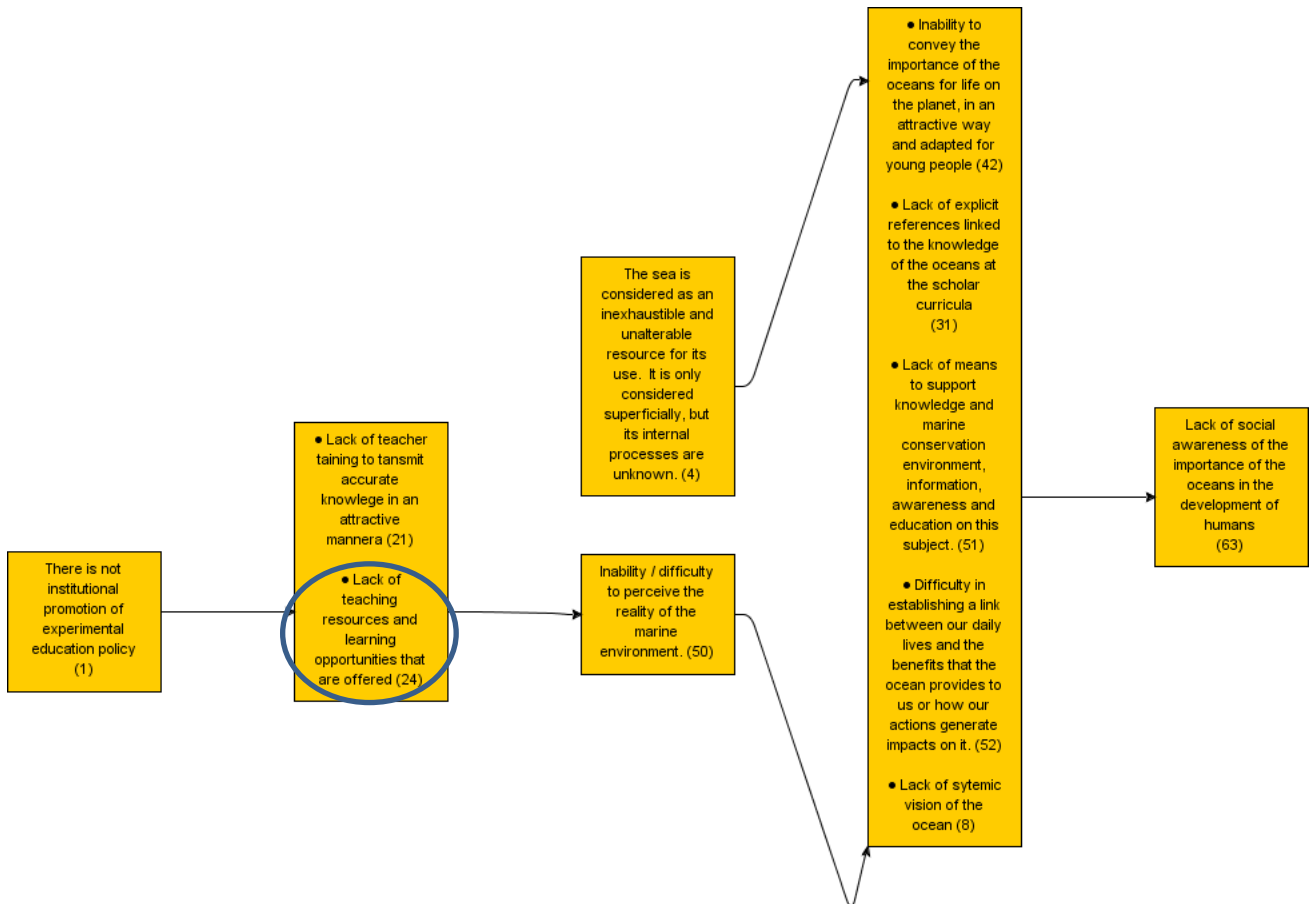 There is not
institutional
promotion of
experimental
education policy
(1)
● Lack of teacher
taining to tansmit
accurate
knowlege in an
attractive
mannera (21)
● Lack of
teaching
resources and
learning
opportunities that
are offered (24)
The sea is
considered as an
inexhaustible and
unalterable
resource for its
use. It is only
considered
superficially, but
its internal
processes are
unknown. (4)
Inability / difficulty
to perceive the
reality of the
marine
environment. (50)
● Inability to
convey the
importance of the
oceans for life on
the planet, in an
attractive way
and adapted for
young people (42)
● Lack of explicit
references linked
to the knowledge
of the oceans at
the scholar
curricula
(31)
● Lack of means
to support
knowledge and
marine
conservation
environment,
information,
awareness and
education on this
subject. (51)
● Difficulty in
establishing a link
between our daily
lives and the
benefits that the
ocean provides to
us or how our
actions generate
impacts on it. (52)
● Lack of sytemic
vision of the
ocean (8)
Lack of social
awareness of the
importance of the
oceans in the
development of
humans
(63)